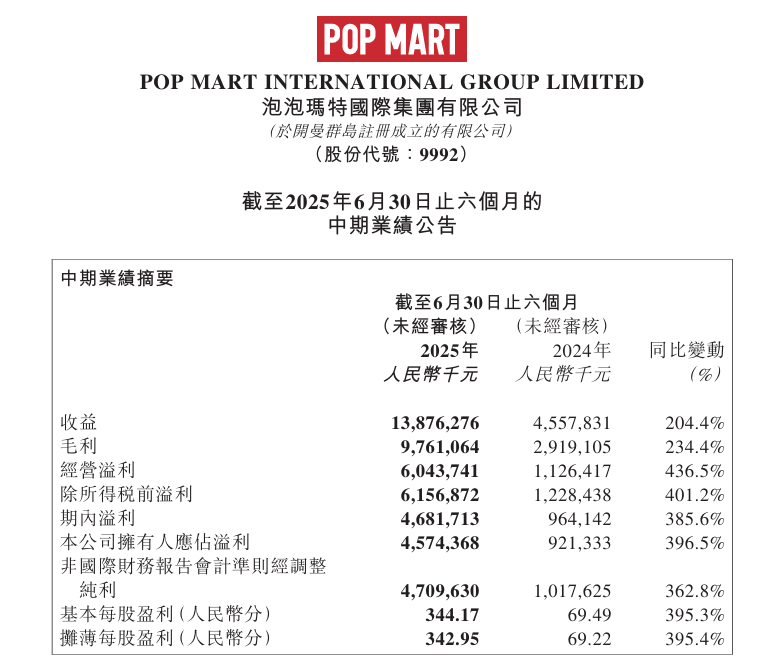 POP MART
POP MART INTERNATIONAL GROUP LIMITED
泡泡瑪特國際集團有限公司
(於開曼群島註冊成立的有限公司)
（股份代號：9992）
截至2025年6月30日止六個月的
中期業績公告
中期業績摘要
截至6月30日止六個月
（未經審核） （未經審核）
2025年 2024年 同比變動
人民幣千元 人民幣千元 (%)
收益 13,876,276 4,557,831 204.4%
毛利 9,761,064 2,919,105 234.4%
經營溢利 6,043,741 1,126,417 436.5%
除所得稅前溢利 6,156,872 1,228,438 401.2%
期內溢利 4,681,713 964,142 385.6%
本公司擁有人應佔溢利 4,574,368 921,333 396.5%
非國際財務報告會計準則經調整
純利 4,709,630 1,017,625 362.8%
基本每股盈利（人民幣分） 344.17 69.49 395.3%
攤薄每股盈利（人民幣分） 342.95 69.22 395.4%